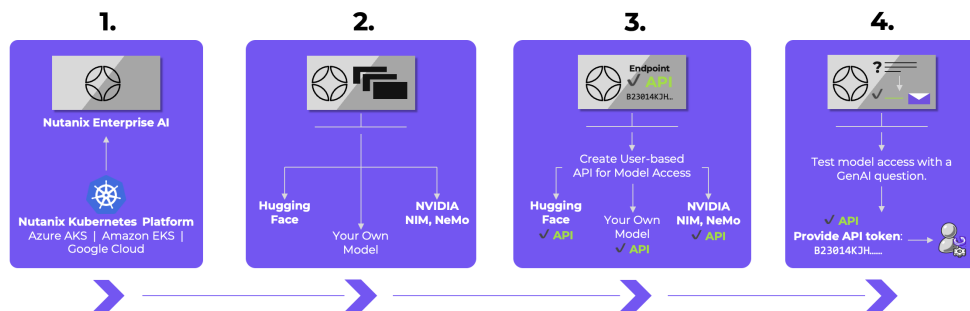 1.
Nutanix Enterprise AI
Nutanix Kubernetes Platform
Azure AKS | Amazon EKS |
Google Cloud
2.
Hugging
Face
Your Own
Model
NVIDIA
NIM, NeMo
3.
Endpoint
✓ API
B23014KJH...
Create User-based
API for Model Access
Hugging
Face
✓ API
Your Own
Model
✓ API
NVIDIA
NIM, NeMo
✓ API
4.
?
✓
Test model access with a
GenAI question.
✓ API
Provide API token:
B23014KJH......